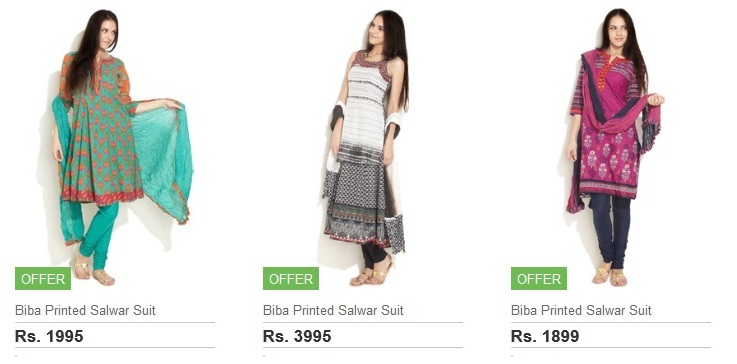 OFFER
OFFER
OFFER
Biba Printed Salwar Suit
Biba Printed Salwar Suit
Biba Printed Salwar Suit
Rs. 1995
Rs. 3995
Rs. 1899